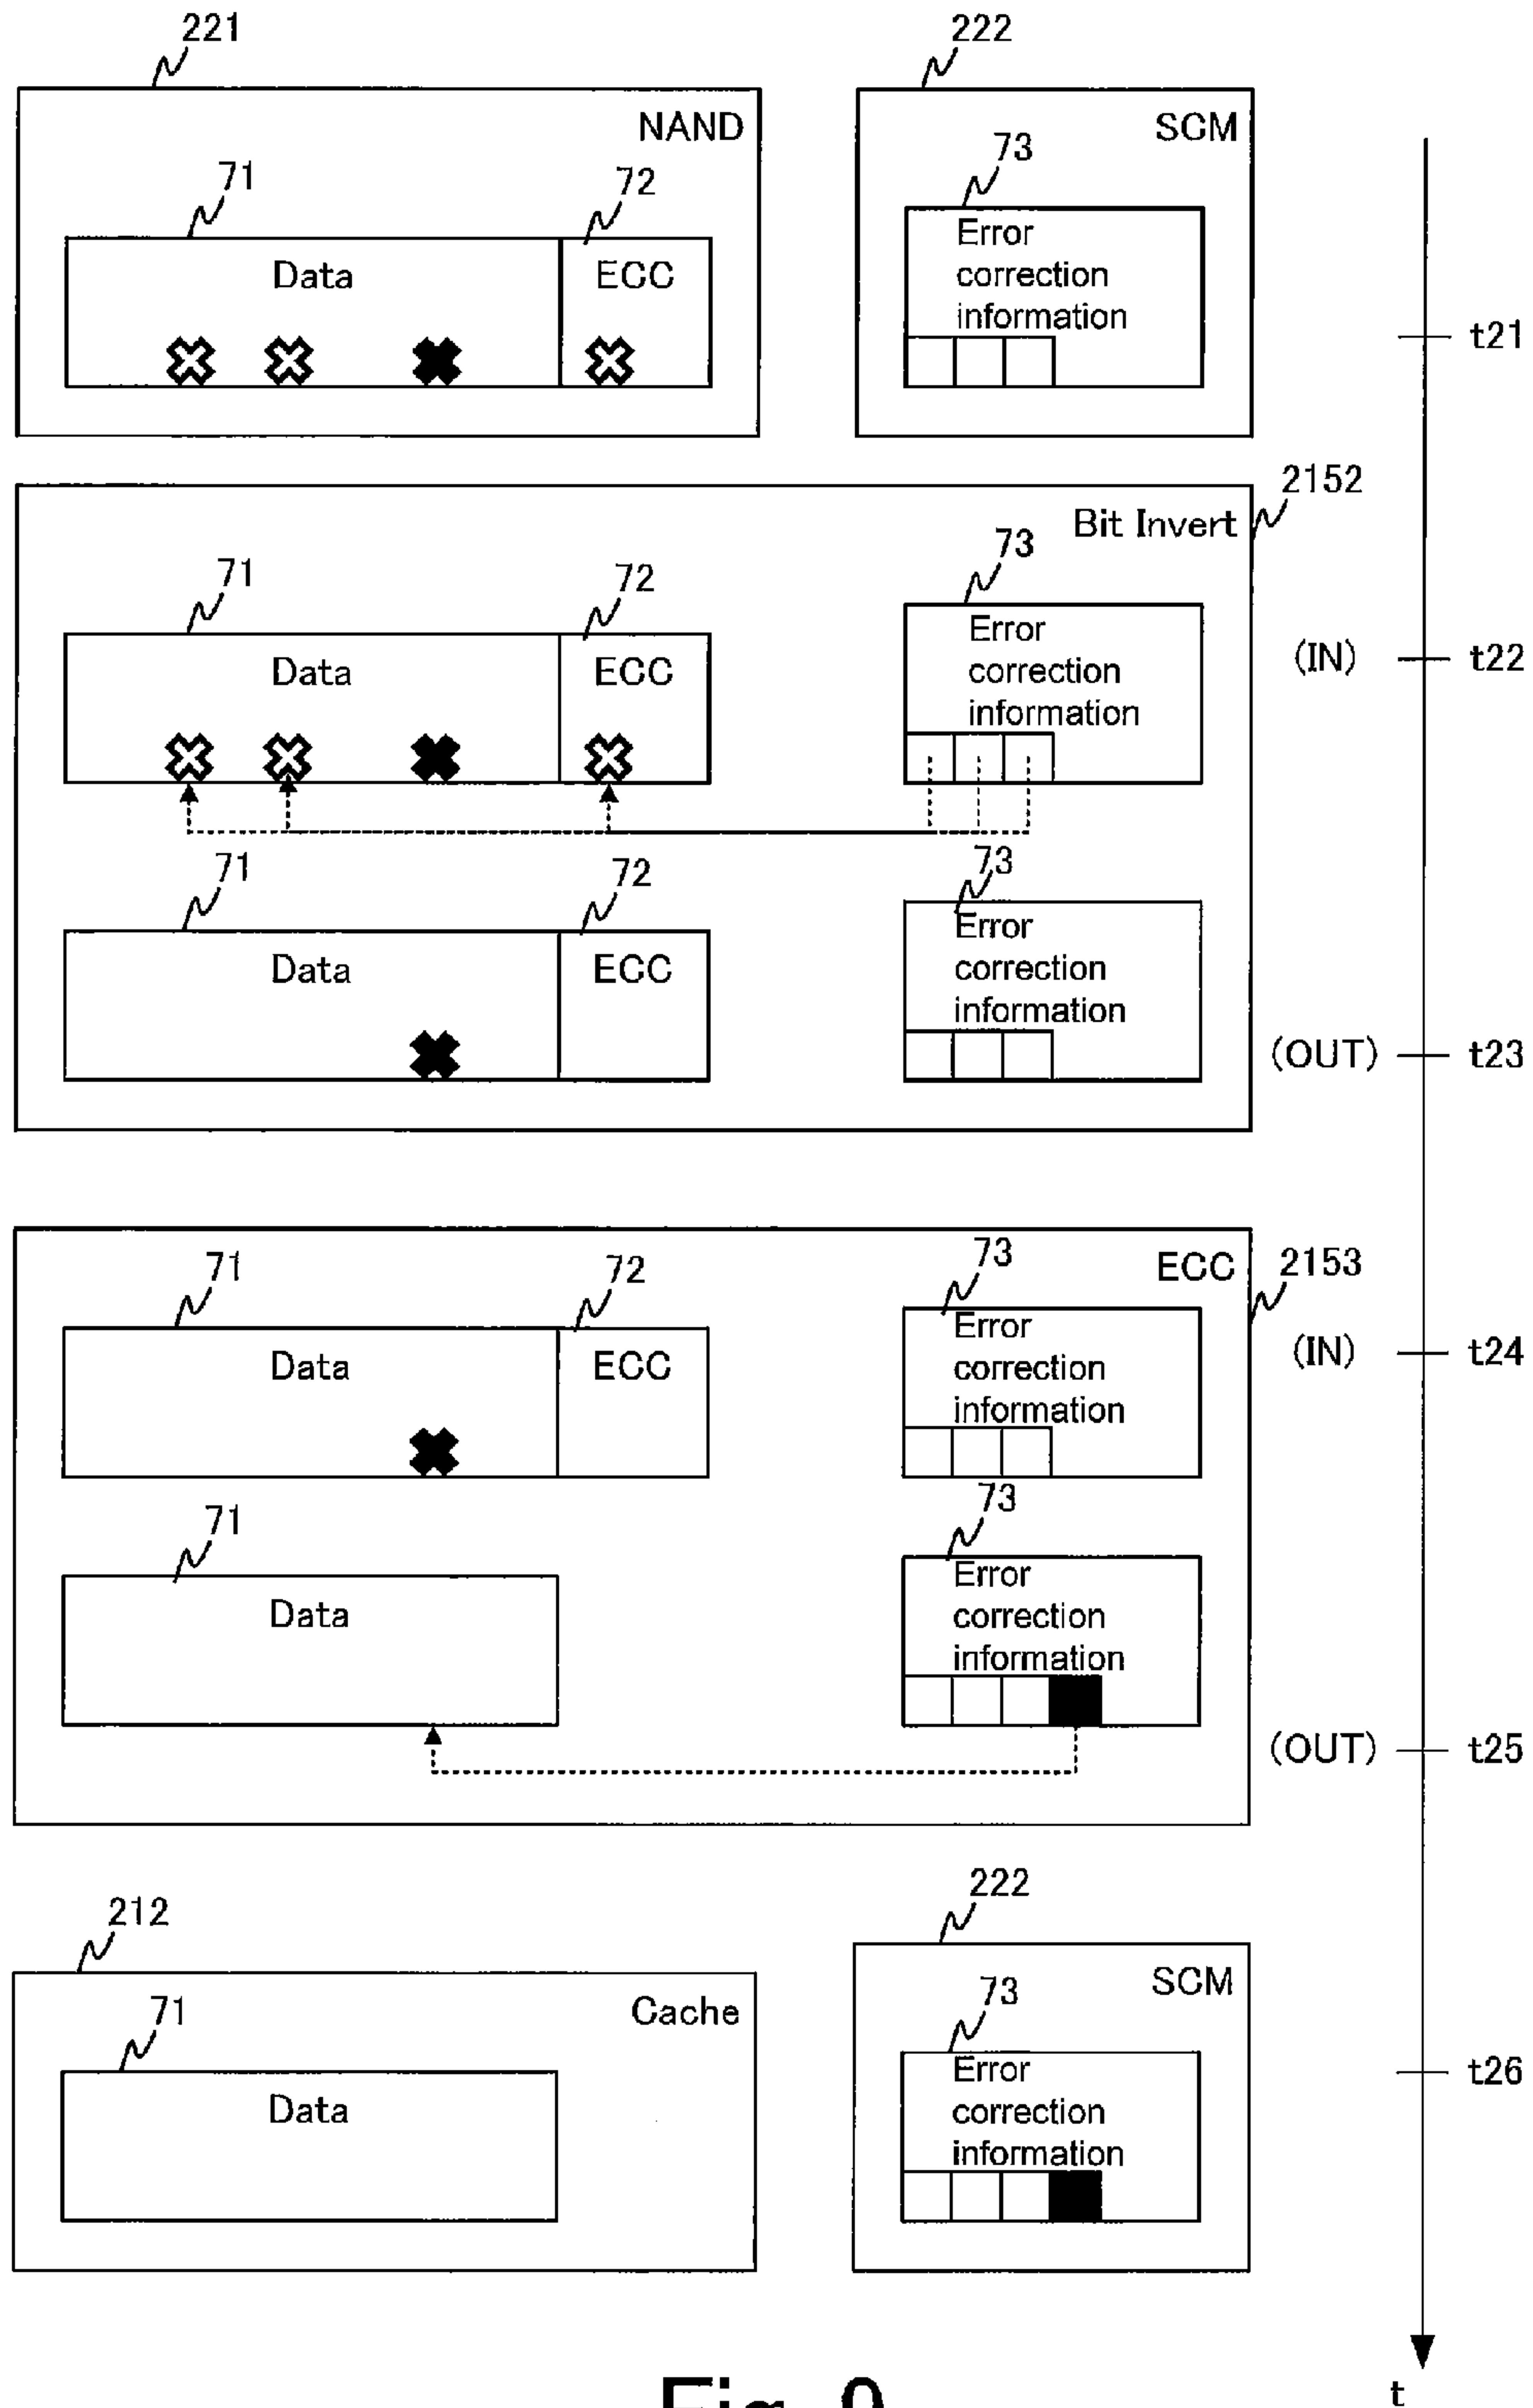 221
222
NAND
SCM
71
72
73
Data
ECC
Error
correction
information
t21
2152
Bit Invert
71
72
73
Data
ECC
Error
correction
information
(IN)
t22
71
72
73
Data
ECC
Error
correction
information
(OUT)
t23
2153
ECC
71
72
73
Data
ECC
Error
correction
information
(IN)
t24
71
73
Data
Error
correction
information
(OUT)
t25
212
222
Cache
SCM
71
73
Data
Error
correction
information
t26
t
Fig.